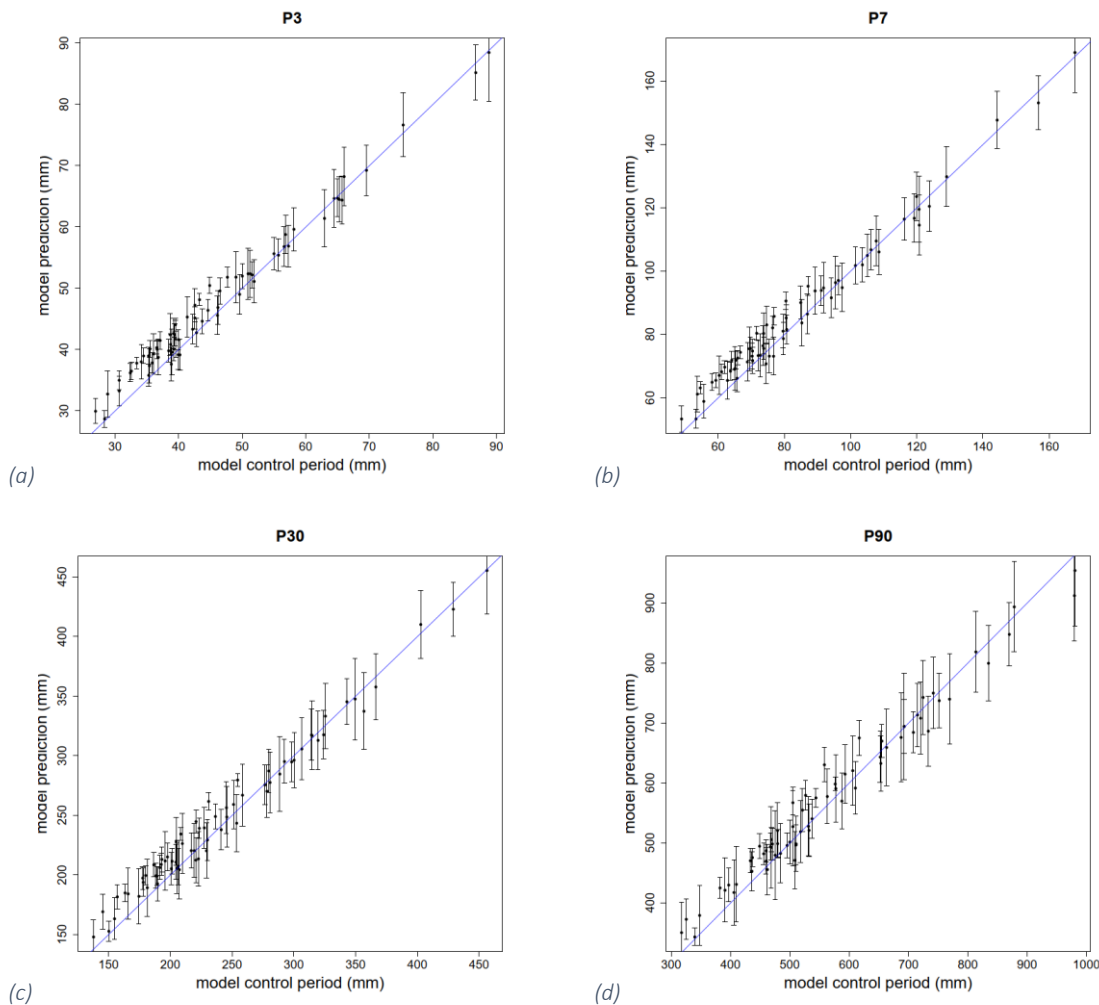 P3
90
80
70
60
50
40
30
model prediction (mm)
30 40 50 60 70 80 90
model control period (mm)
(a)
P7
160
140
120
100
80
60
model prediction (mm)
60 80 100 120 140 160
model control period (mm)
(b)
P30
450
400
350
300
250
200
150
model prediction (mm)
150 200 250 300 350 400 450
model control period (mm)
(c)
P90
900
800
700
600
500
400
model prediction (mm)
300 400 500 600 700 800 900 1000
model control period (mm)
(d)